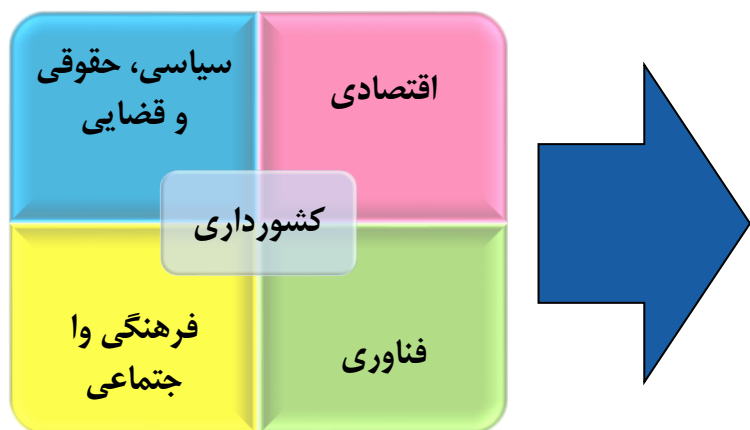 اقتصادی
سیاسی، حقوقی
و قضایی
کشورداری
فناوری
فرهنگی وا
جتماعی